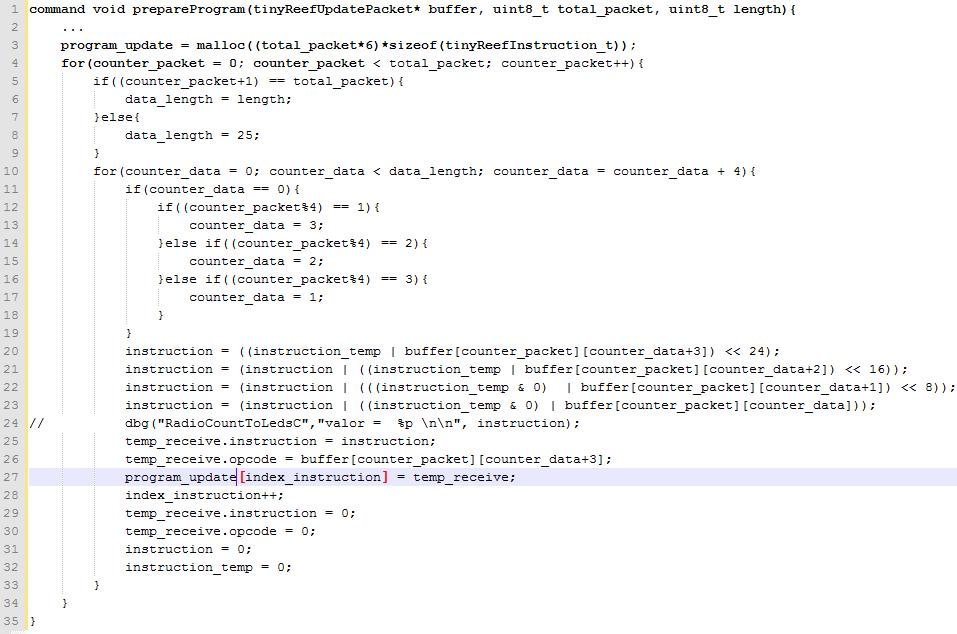 1 command void prepareProgram(tinyReefUpdatePacket* buffer, uint8_t total_packet, uint8_t length){
2     ...
3     program_update = malloc((total_packet*6)*sizeof(tinyReefInstruction_t));
4     for(counter_packet = 0; counter_packet < total_packet; counter_packet++){
5         if((counter_packet+1) == total_packet){
6             data_length = length;
7         }else{
8             data_length = 25;
9         }
10         for(counter_data = 0; counter_data < data_length; counter_data = counter_data + 4){
11             if(counter_data == 0){
12                 if((counter_packet%4) == 1){
13                     counter_data = 3;
14                 }else if((counter_packet%4) == 2){
15                     counter_data = 2;
16                 }else if((counter_packet%4) == 3){
17                     counter_data = 1;
18                 }
19             }
20             instruction = ((instruction_temp | buffer[counter_packet][counter_data+3]) << 24);
21             instruction = (instruction | ((instruction_temp | buffer[counter_packet][counter_data+2]) << 16));
22             instruction = (instruction | (((instruction_temp & 0)  | buffer[counter_packet][counter_data+1]) << 8));
23             instruction = (instruction | ((instruction_temp & 0) | buffer[counter_packet][counter_data]));
24 //          dbg("RadioCountToLedsC","valor =  %p \n\n", instruction);
25             temp_receive.instruction = instruction;
26             temp_receive.opcode = buffer[counter_packet][counter_data+3];
27             program_update[index_instruction] = temp_receive;
28             index_instruction++;
29             temp_receive.instruction = 0;
30             temp_receive.opcode = 0;
31             instruction = 0;
32             instruction_temp = 0;
33         }
34     }
35 }